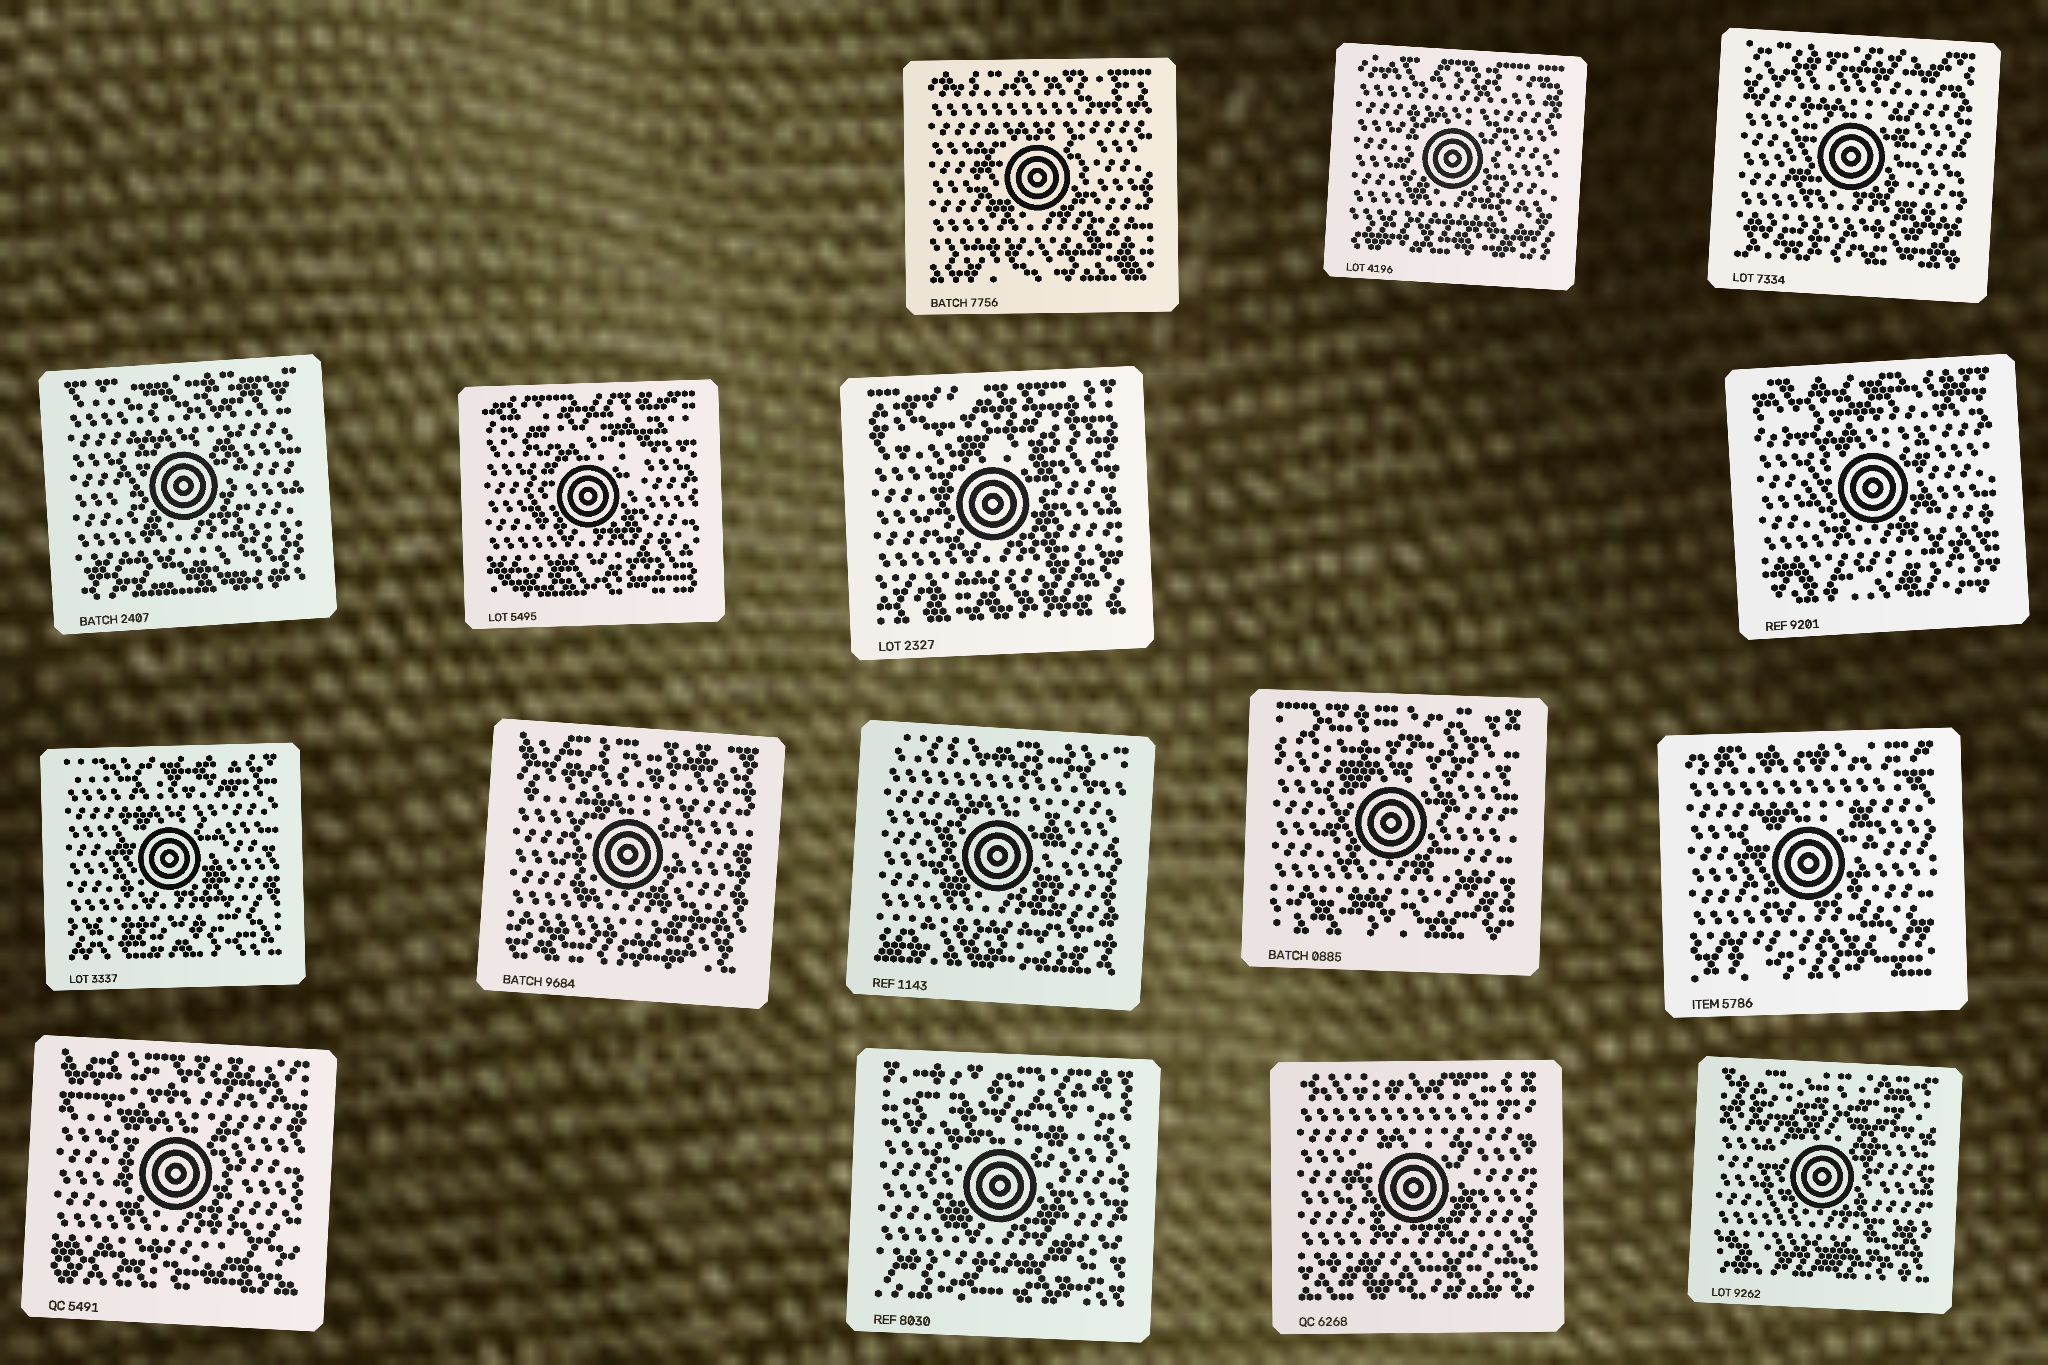 BATCH 7756
LOT 4196
LOT 7334
BATCH 2407
LOT 5495
LOT 2327
REF 9201
LOT 3337
BATCH 9684
REF 1143
BATCH 0885
ITEM 5786
QC 5491
REF 8030
QC 6268
LOT 9262